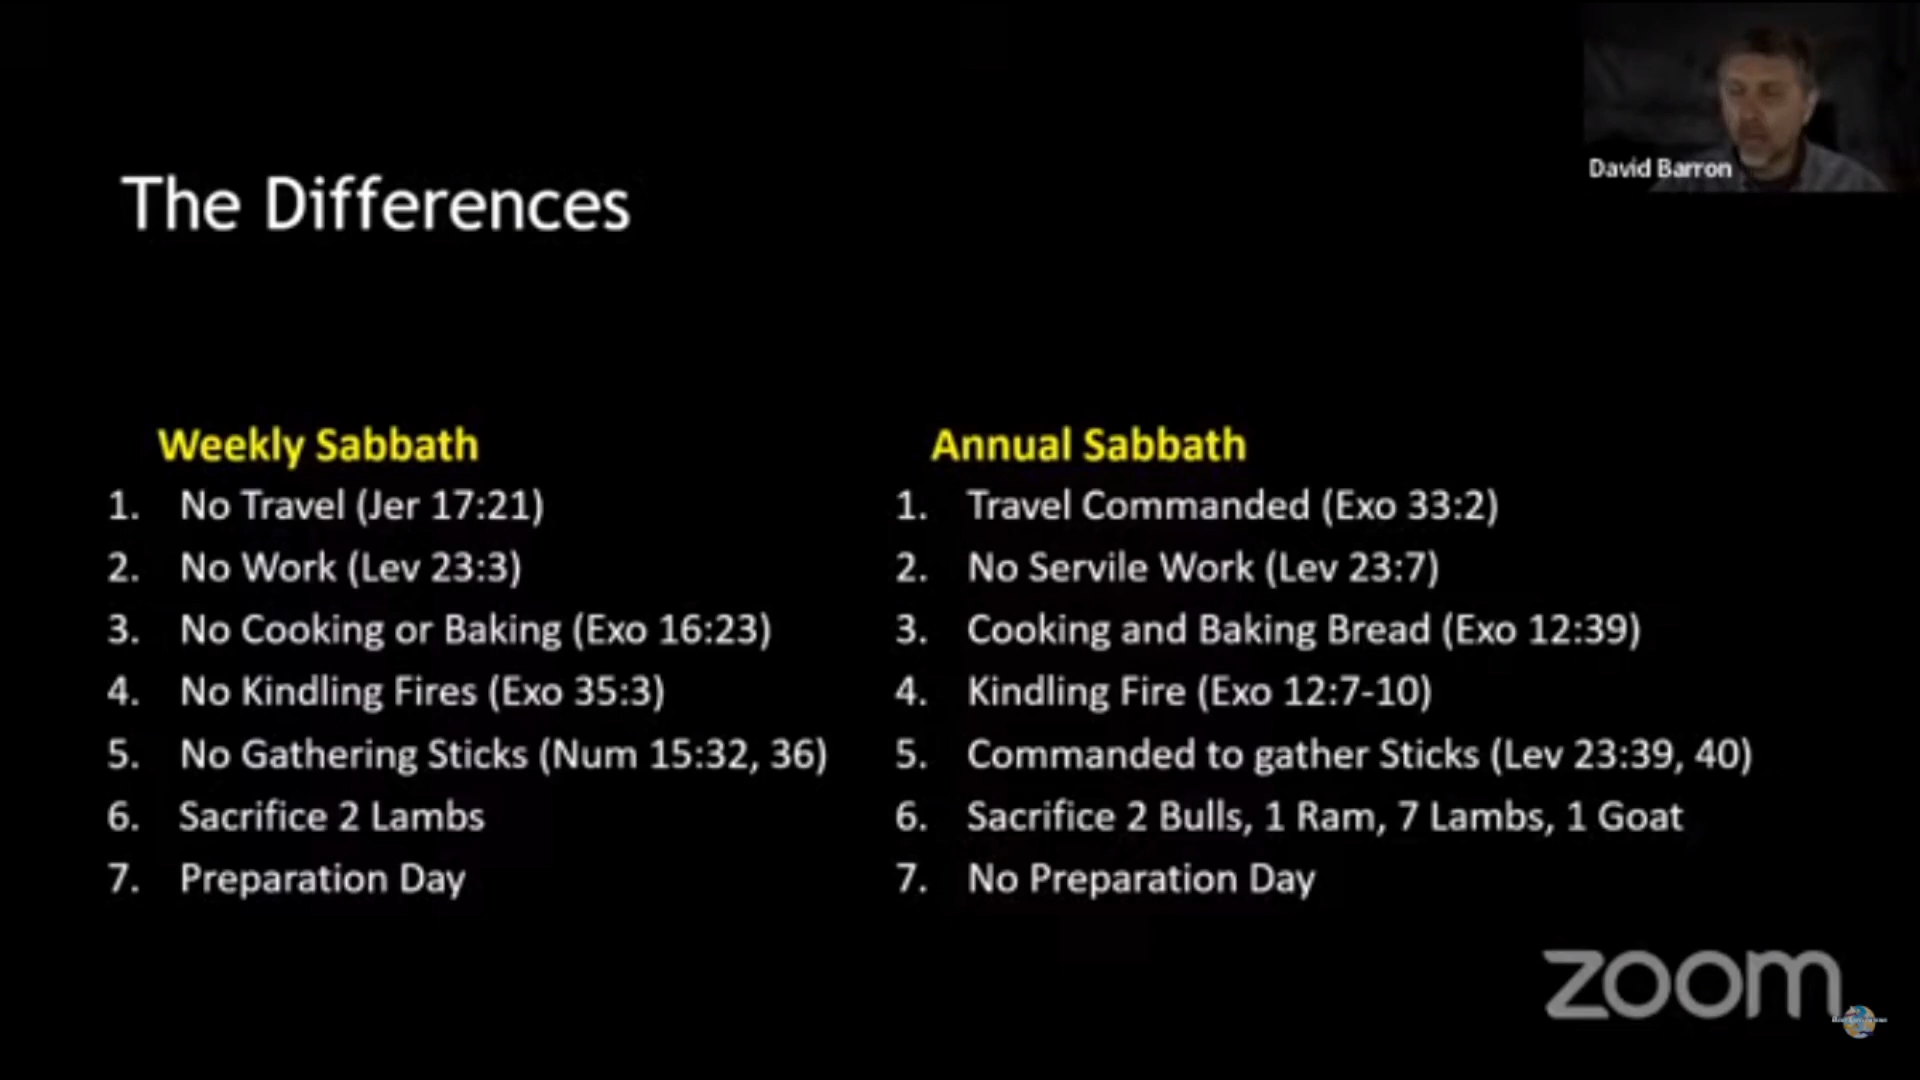 David Barron
The Differences
Weekly Sabbath
1. No Travel (Jer 17:21)
2. No Work (Lev 23:3)
3. No Cooking or Baking (Exo 16:23)
4. No Kindling Fires (Exo 35:3)
5. No Gathering Sticks (Num 15:32, 36)
6. Sacrifice 2 Lambs
7. Preparation Day
Annual Sabbath
1. Travel Commanded (Exo 33:2)
2. No Servile Work (Lev 23:7)
3. Cooking and Baking Bread (Exo 12:39)
4. Kindling Fire (Exo 12:7-10)
5. Commanded to gather Sticks (Lev 23:39, 40)
6. Sacrifice 2 Bulls, 1 Ram, 7 Lambs, 1 Goat
7. No Preparation Day
zoom